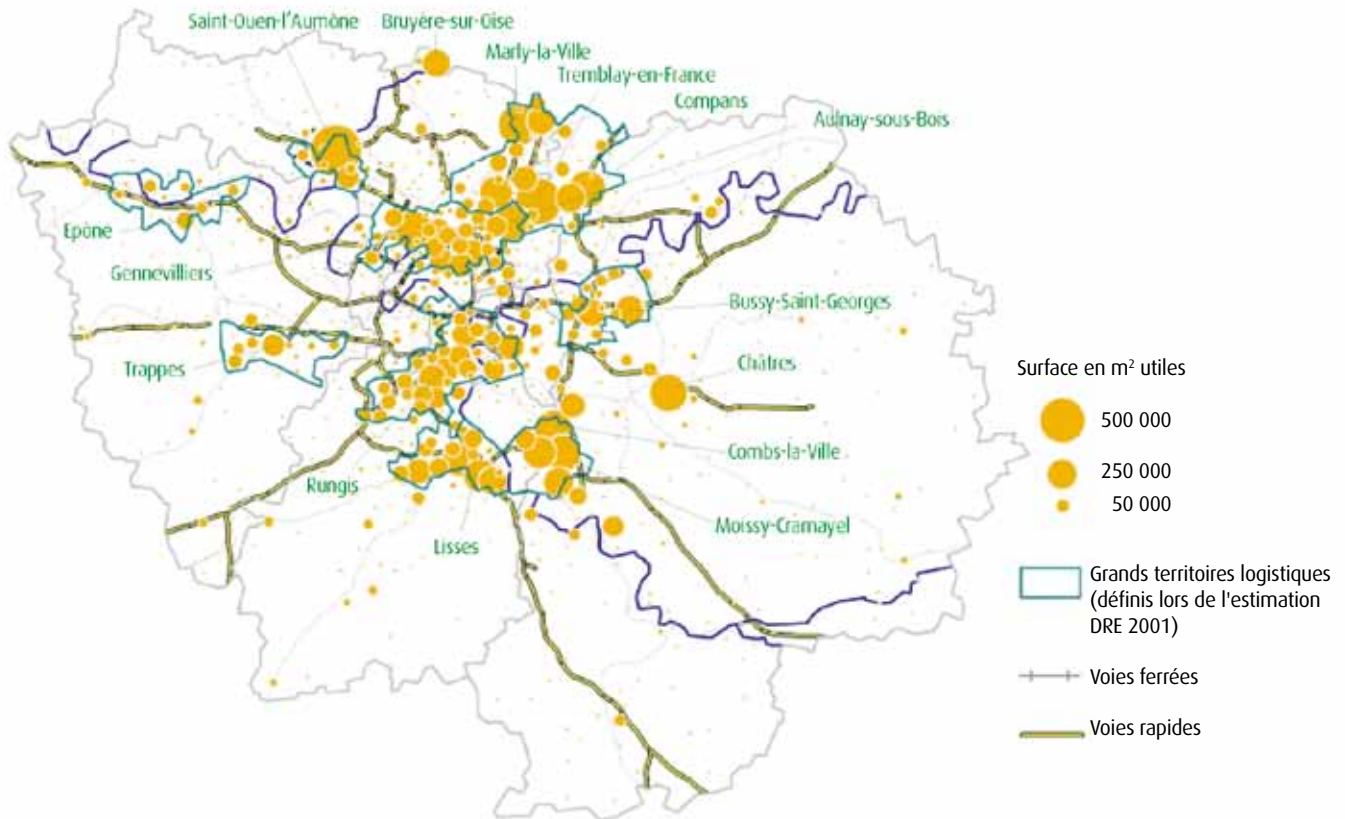 Saint-Ouen-l'Aumône
Bruyère-sur-Oise
Marly-la-Ville
Tremblay-en-France
Compans
Aulnay-sous-Bois
Epône
Gennevilliers
Trappes
Bussy-Saint-Georges
Châtres
Combs-la-Ville
Rungis
Moissy-Cramayel
Lisses
Surface en m² utiles
500 000
250 000
50 000
Grands territoires logistiques
(définis lors de l'estimation
DRE 2001)
Voies ferrées
Voies rapides